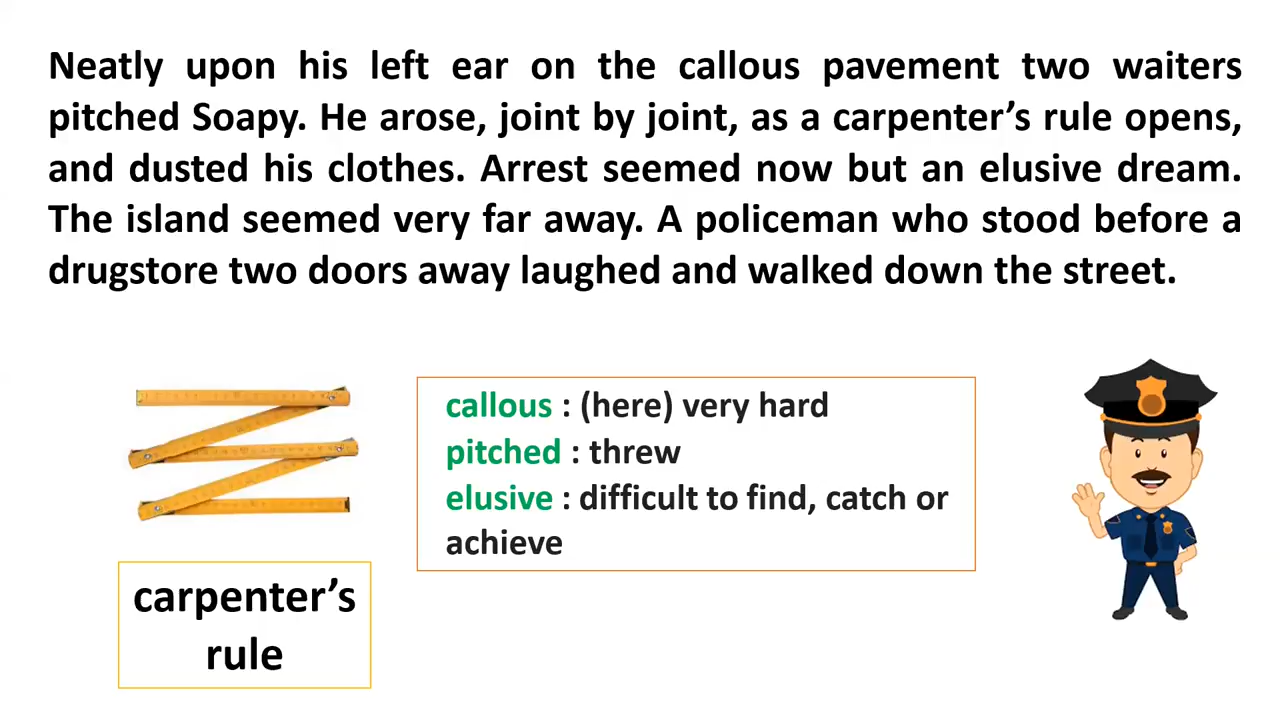 Neatly upon his left ear on the callous pavement two waiters
pitched Soapy. He arose, joint by joint, as a carpenter’s rule opens,
and dusted his clothes. Arrest seemed now but an elusive dream.
The island seemed very far away. A policeman who stood before a
drugstore two doors away laughed and walked down the street.
callous : (here) very hard
pitched : threw
elusive : difficult to find, catch or
achieve
carpenter’s
rule